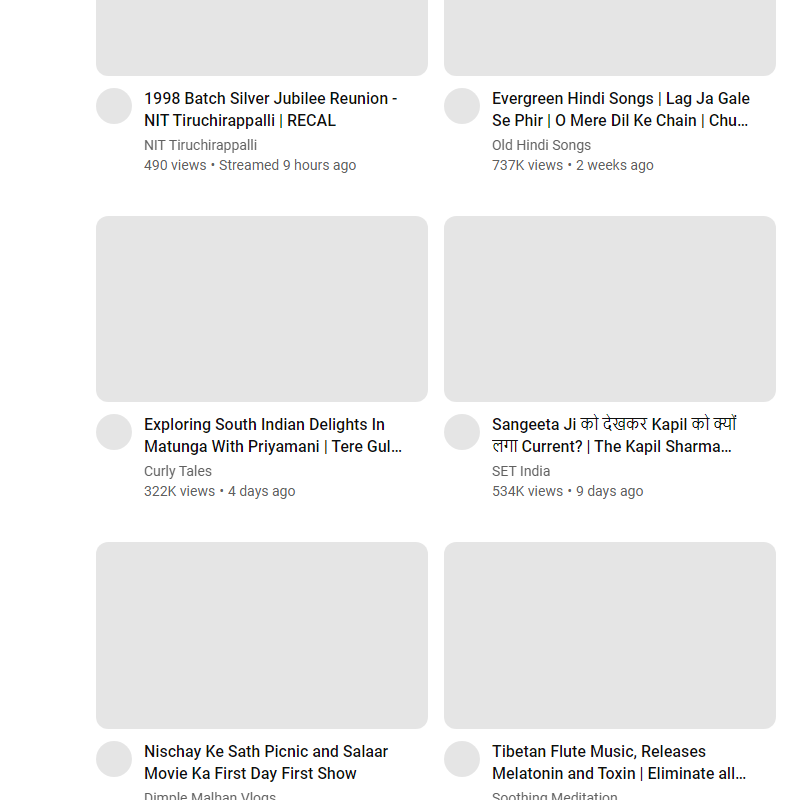 1998 Batch Silver Jubilee Reunion -
NIT Tiruchirappalli | RECAL
NIT Tiruchirappalli
490 views • Streamed 9 hours ago
Evergreen Hindi Songs | Lag Ja Gale
Se Phir | O Mere Dil Ke Chain | Chu...
Old Hindi Songs
737K views • 2 weeks ago
Exploring South Indian Delights In
Matunga With Priyamani | Tere Gul...
Curly Tales
322K views • 4 days ago
Sangeeta Ji को देखकर Kapil को क्यों
लगा Current? | The Kapil Sharma...
SET India
534K views • 9 days ago
Nischay Ke Sath Picnic and Salaar
Movie Ka First Day First Show
Dimple Malhan Vlogs
Tibetan Flute Music, Releases
Melatonin and Toxin | Eliminate all...
Soothing Meditation